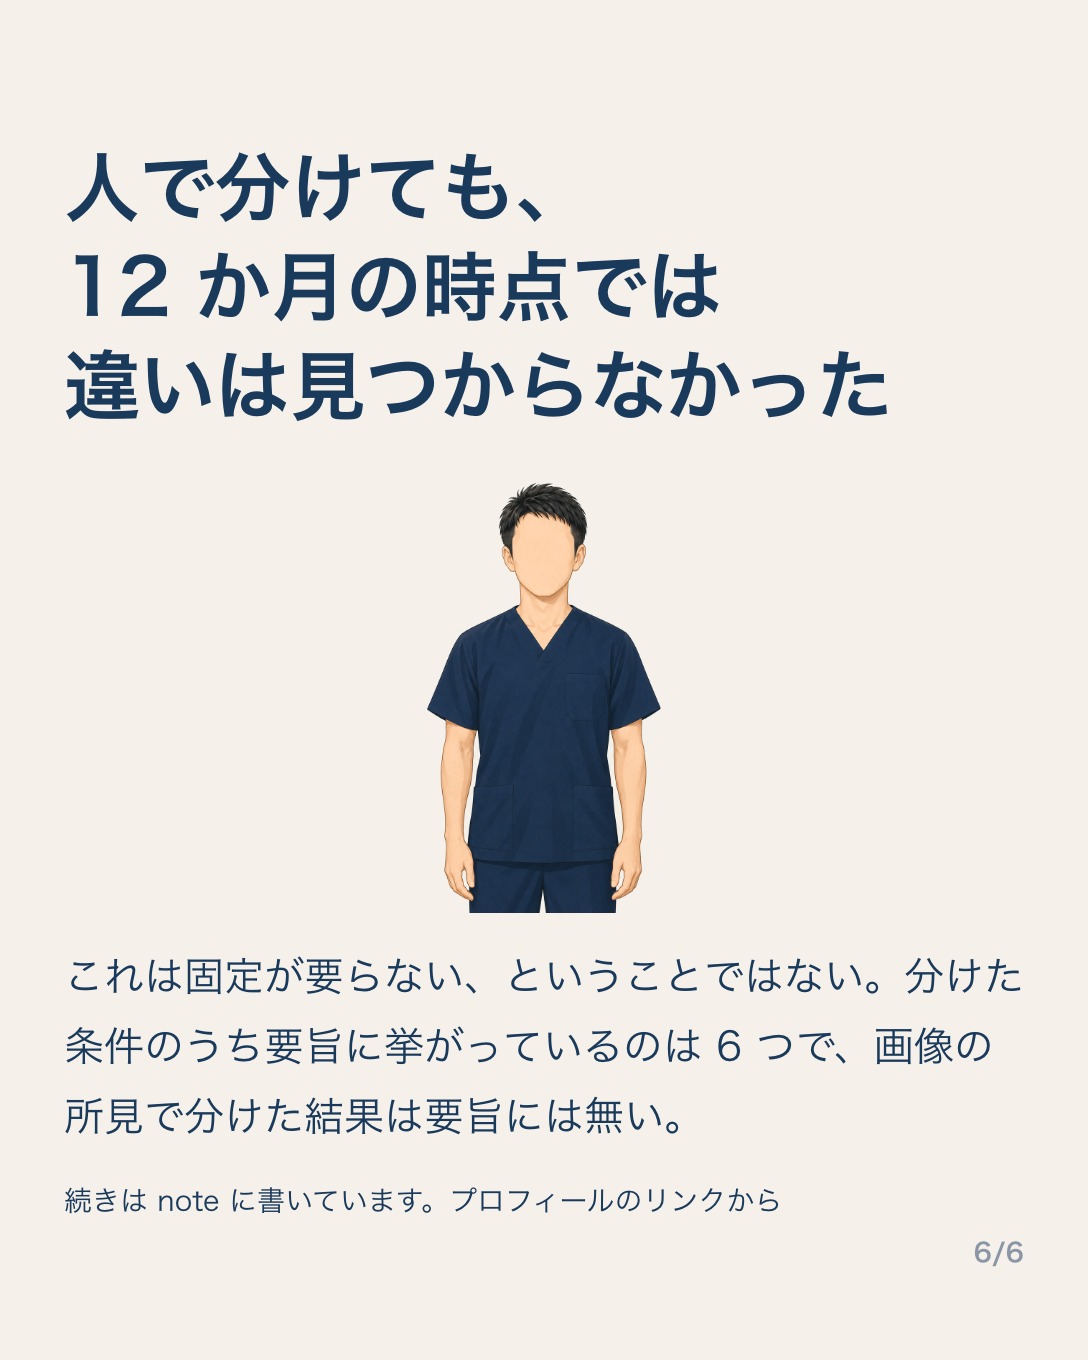 人で分けても、
12 か月の時点では
違いは見つからなかった
これは固定が要らない、ということではない。分けた
条件のうち要旨に挙がっているのは 6 つで、画像の
所見で分けた結果は要旨には無い。
続きは note に書いています。プロフィールのリンクから
6/6